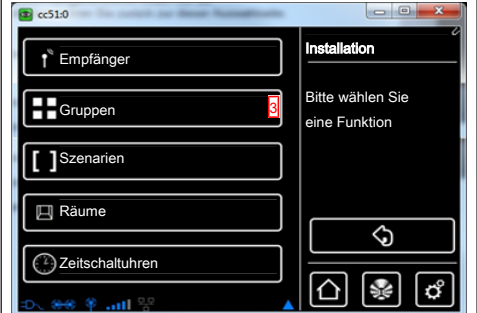 cc51:0
Empfänger
Gruppen
3
Szenarien
Räume
Zeitschaltuhren
Installation
Bitte wählen Sie
eine Funktion